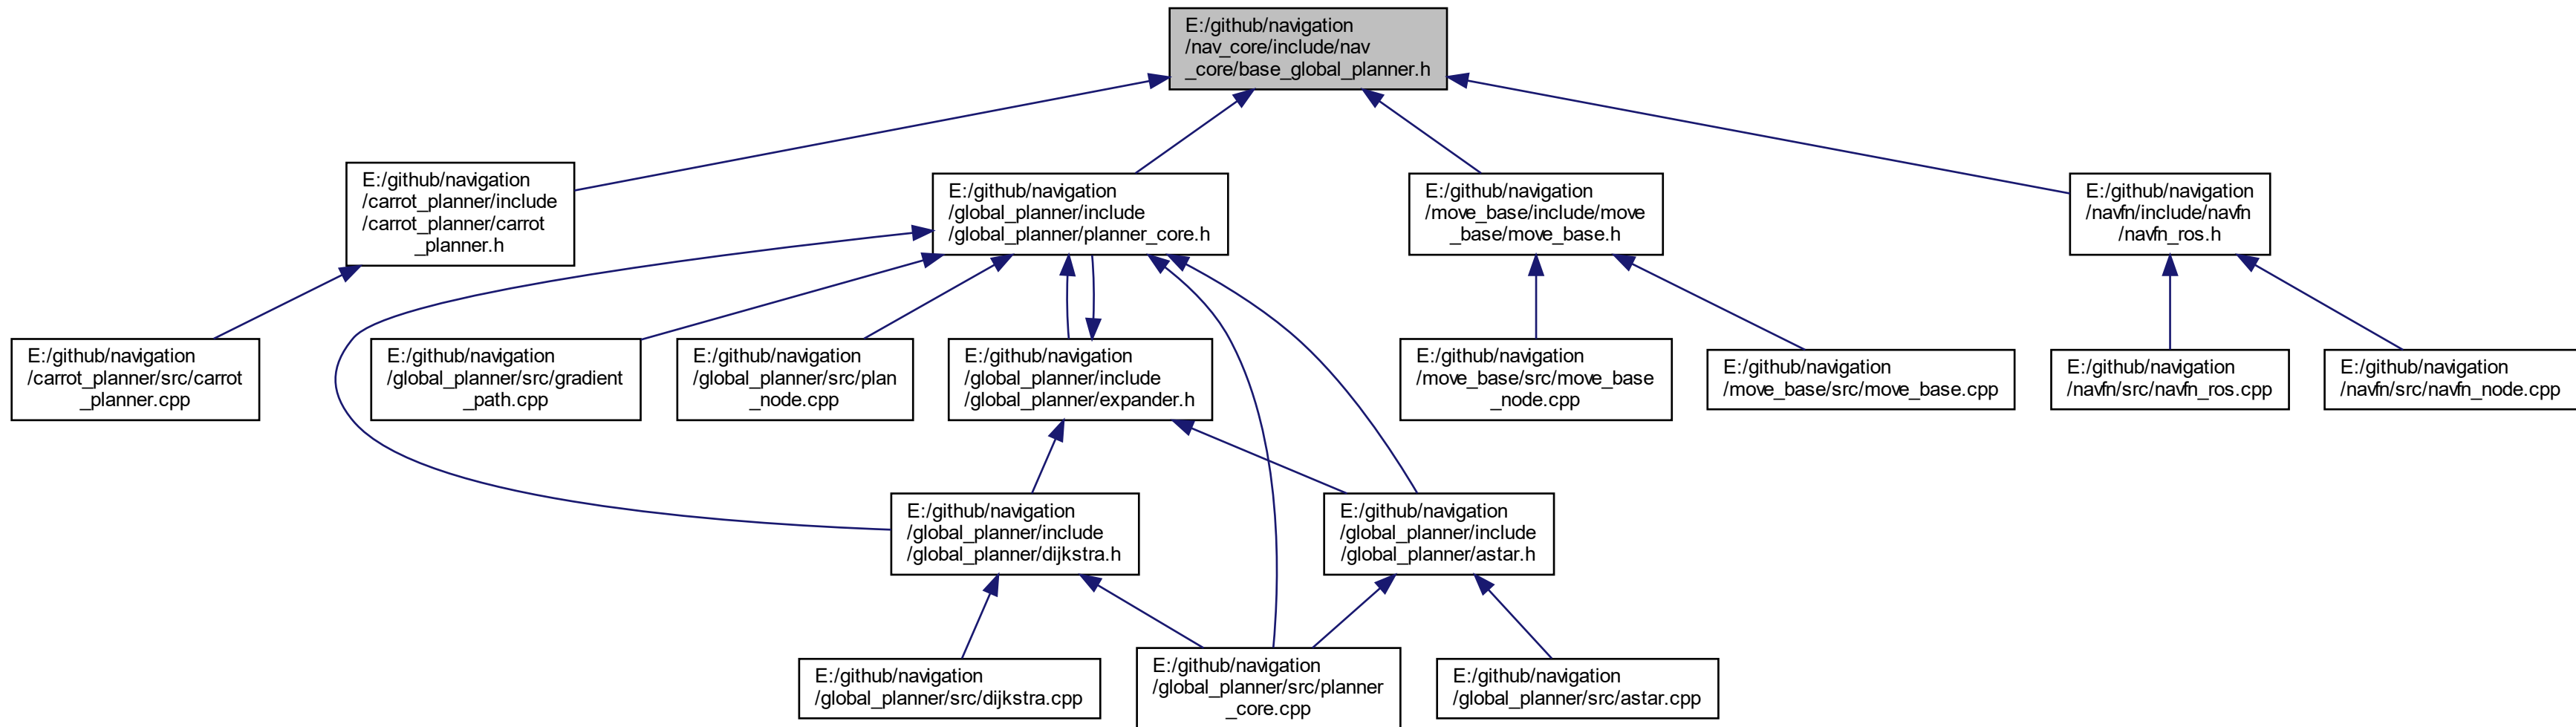 E:/github/navigation
/nav_core/include/nav
_core/base_global_planner.h
E:/github/navigation
/carrot_planner/include
/carrot_planner/carrot
_planner.h
E:/github/navigation
/global_planner/include
/global_planner/planner_core.h
E:/github/navigation
/move_base/include/move
_base/move_base.h
E:/github/navigation
/navfn/include/navfn
/navfn_ros.h
E:/github/navigation
/carrot_planner/src/carrot
_planner.cpp
E:/github/navigation
/global_planner/src/gradient
_path.cpp
E:/github/navigation
/global_planner/src/plan
_node.cpp
E:/github/navigation
/global_planner/include
/global_planner/expander.h
E:/github/navigation
/move_base/src/move_base
_node.cpp
E:/github/navigation
/move_base/src/move_base.cpp
E:/github/navigation
/navfn/src/navfn_ros.cpp
E:/github/navigation
/navfn/src/navfn_node.cpp
E:/github/navigation
/global_planner/include
/global_planner/dijkstra.h
E:/github/navigation
/global_planner/include
/global_planner/astar.h
E:/github/navigation
/global_planner/src/dijkstra.cpp
E:/github/navigation
/global_planner/src/planner
_core.cpp
E:/github/navigation
/global_planner/src/astar.cpp